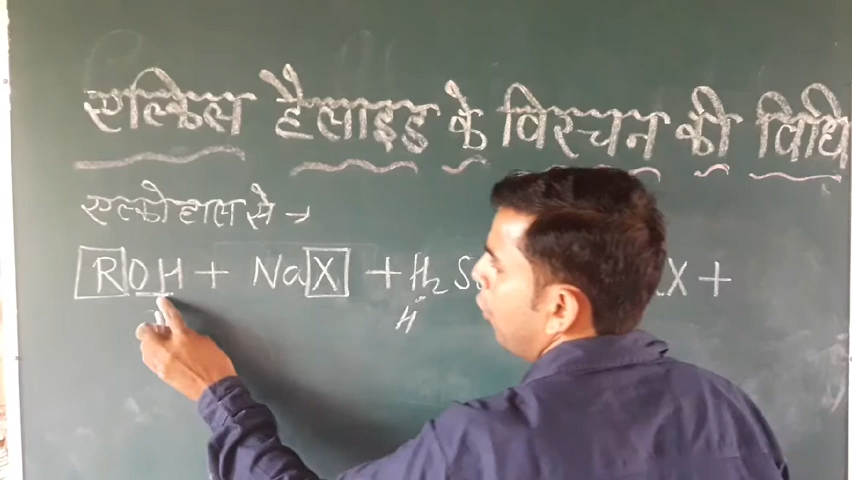 एल्किल हैलाइड के विरचन की विधि
एल्कोहाल से →
ROH + NaX + H₂S X +
H